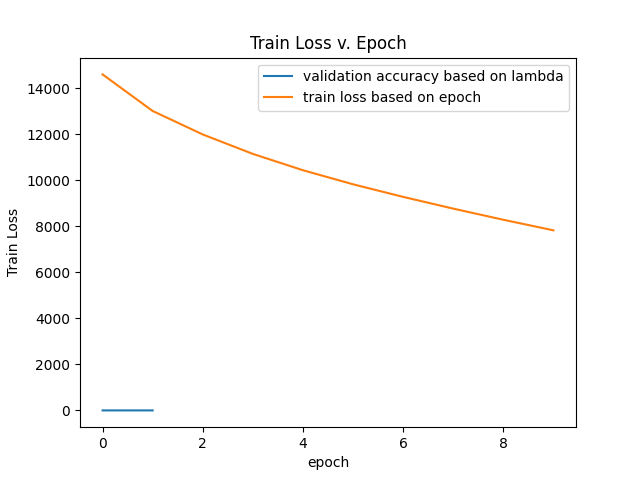 Train Loss v. Epoch
validation accuracy based on lambda
train loss based on epoch
14000
12000
10000
8000
6000
4000
2000
0
Train Loss
0 2 4 6 8
epoch